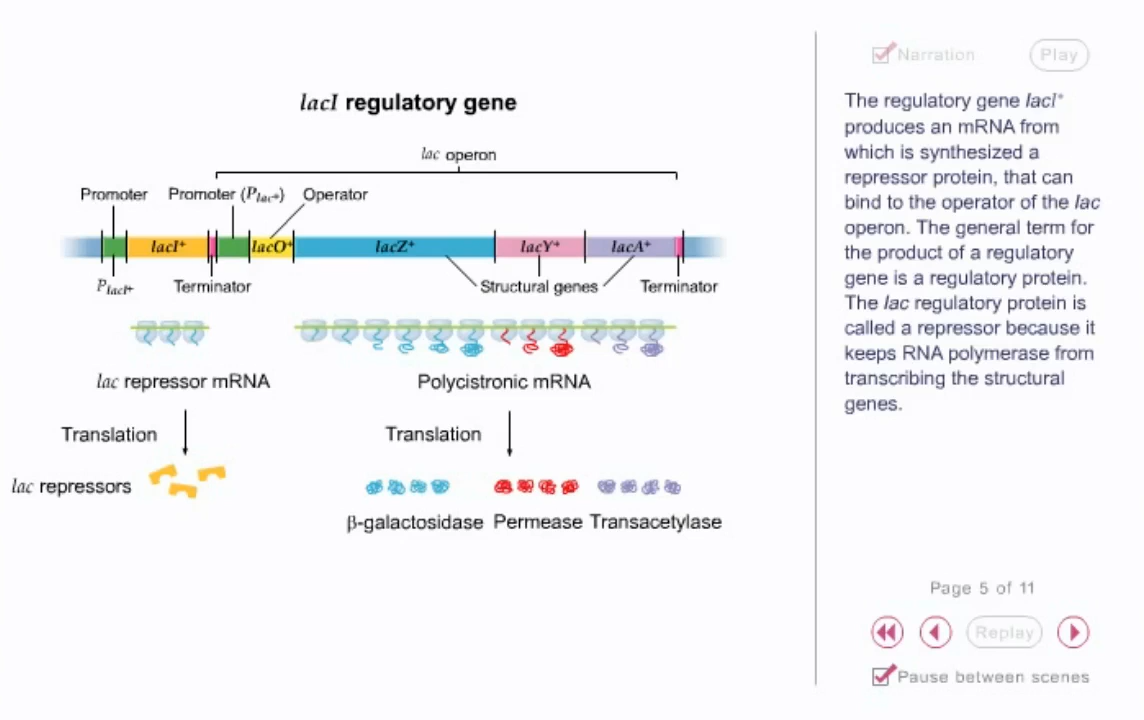 lacI regulatory gene
lac operon
Promoter
Promoter (Plac+)
Operator
lacI+
lacO+
lacZ+
lacY+
lacA+
PlacI+
Terminator
Structural genes
Terminator
lac repressor mRNA
Polycistronic mRNA
Translation
Translation
lac repressors
β-galactosidase
Permease
Transacetylase
Narration
Play
The regulatory gene lacI+
produces an mRNA from
which is synthesized a
repressor protein, that can
bind to the operator of the lac
operon. The general term for
the product of a regulatory
gene is a regulatory protein.
The lac regulatory protein is
called a repressor because it
keeps RNA polymerase from
transcribing the structural
genes.
Page 5 of 11
Replay
Pause between scenes